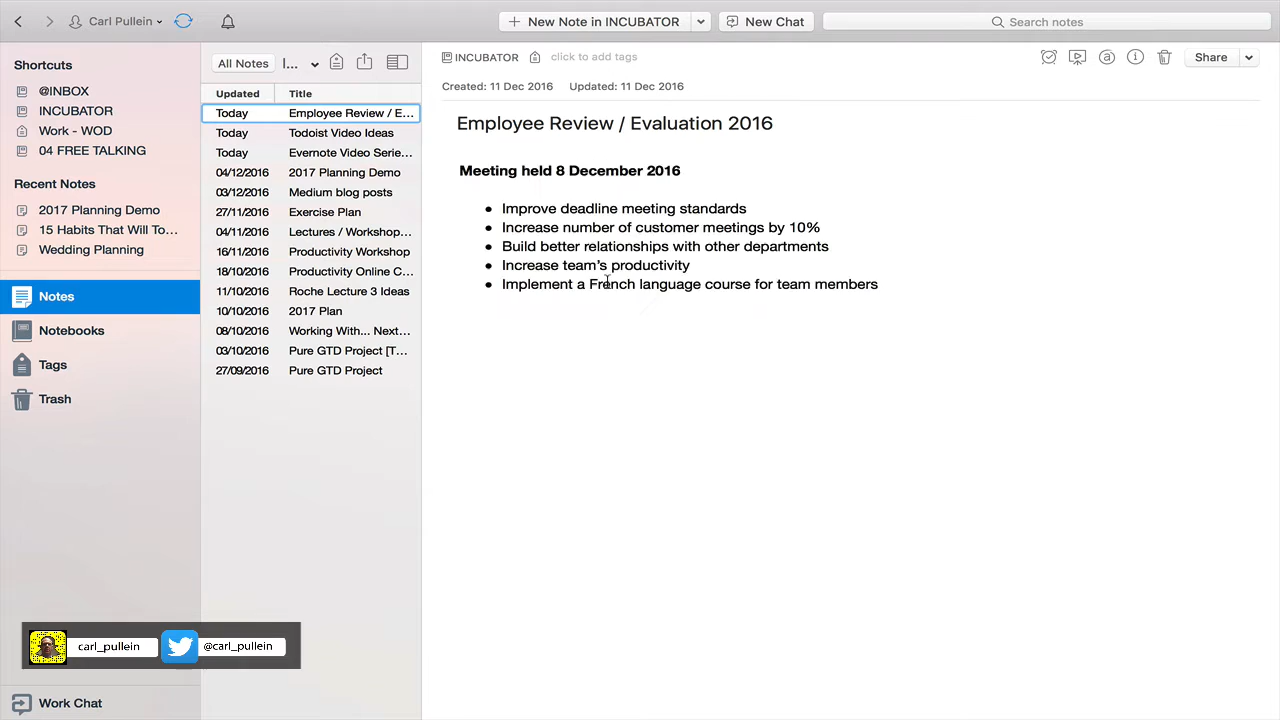 Carl Pullein
New Note in INCUBATOR
New Chat
Search notes
Shortcuts
@INBOX
INCUBATOR
Work - WOD
04 FREE TALKING
Recent Notes
2017 Planning Demo
15 Habits That Will To...
Wedding Planning
Notes
Notebooks
Tags
Trash
carl_pullein
@carl_pullein
Work Chat
All Notes
I...
Updated Title
Today Employee Review / E...
Today Todoist Video Ideas
Today Evernote Video Serie...
04/12/2016 2017 Planning Demo
03/12/2016 Medium blog posts
27/11/2016 Exercise Plan
04/11/2016 Lectures / Workshop...
16/11/2016 Productivity Workshop
18/10/2016 Productivity Online C...
11/10/2016 Roche Lecture 3 Ideas
10/10/2016 2017 Plan
08/10/2016 Working With... Next...
03/10/2016 Pure GTD Project [T...
27/09/2016 Pure GTD Project
INCUBATOR
click to add tags
Share
Created: 11 Dec 2016 Updated: 11 Dec 2016
Employee Review / Evaluation 2016
Meeting held 8 December 2016
• Improve deadline meeting standards
• Increase number of customer meetings by 10%
• Build better relationships with other departments
• Increase team's productivity
• Implement a French language course for team members